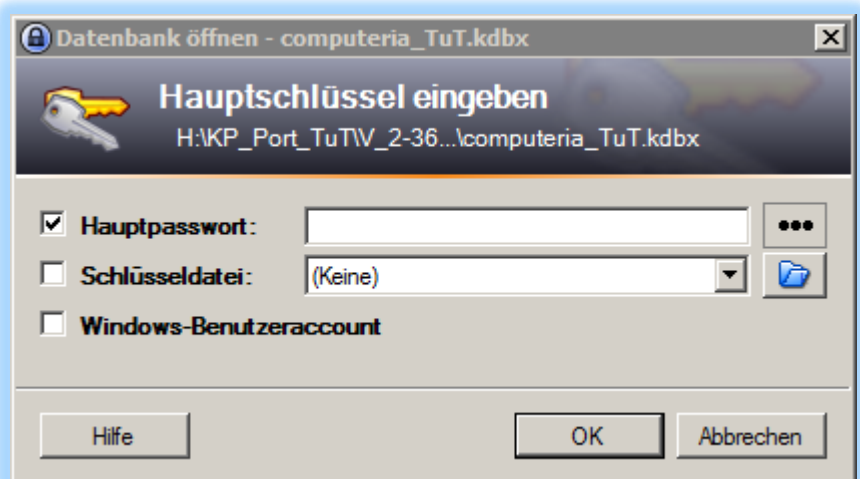 Datenbank öffnen - computeria_TuT.kdbx
Hauptschlüssel eingeben
H:\KP_Port_TuT\V_2-36...\computeria_TuT.kdbx
Hauptpasswort:
Schlüsseldatei: (Keine)
Windows-Benutzeraccount
Hilfe OK Abbrechen